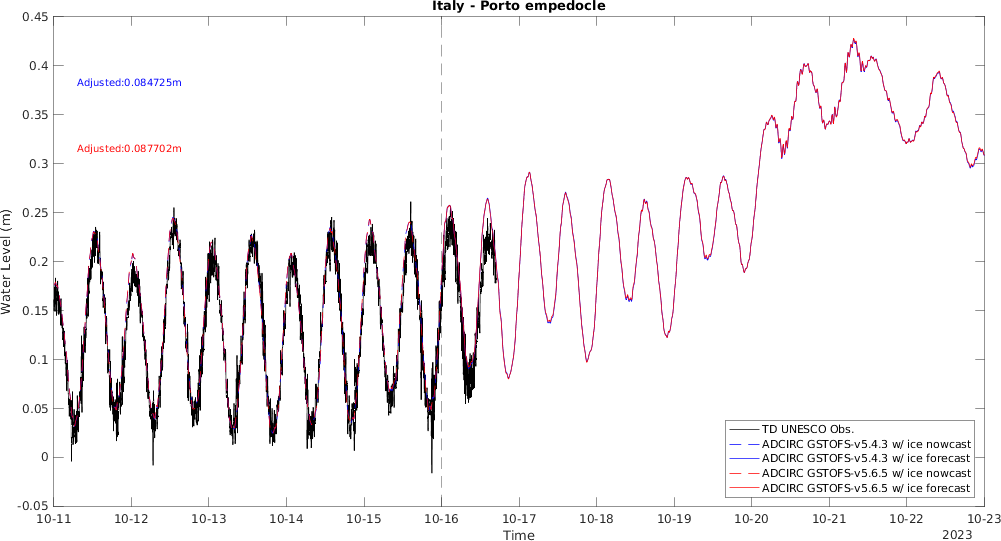 Italy - Porto empedocle
0.45
0.4
0.35
0.3
0.25
0.2
0.15
0.1
0.05
0
-0.05
Water Level (m)
Adjusted:0.084725m
Adjusted:0.087702m
TD UNESCO Obs.
ADCIRC GSTOFS-v5.4.3 w/ ice nowcast
ADCIRC GSTOFS-v5.4.3 w/ ice forecast
ADCIRC GSTOFS-v5.6.5 w/ ice nowcast
ADCIRC GSTOFS-v5.6.5 w/ ice forecast
10-11 10-12 10-13 10-14 10-15 10-16 10-17 10-18 10-19 10-20 10-21 10-22 10-23
Time
2023